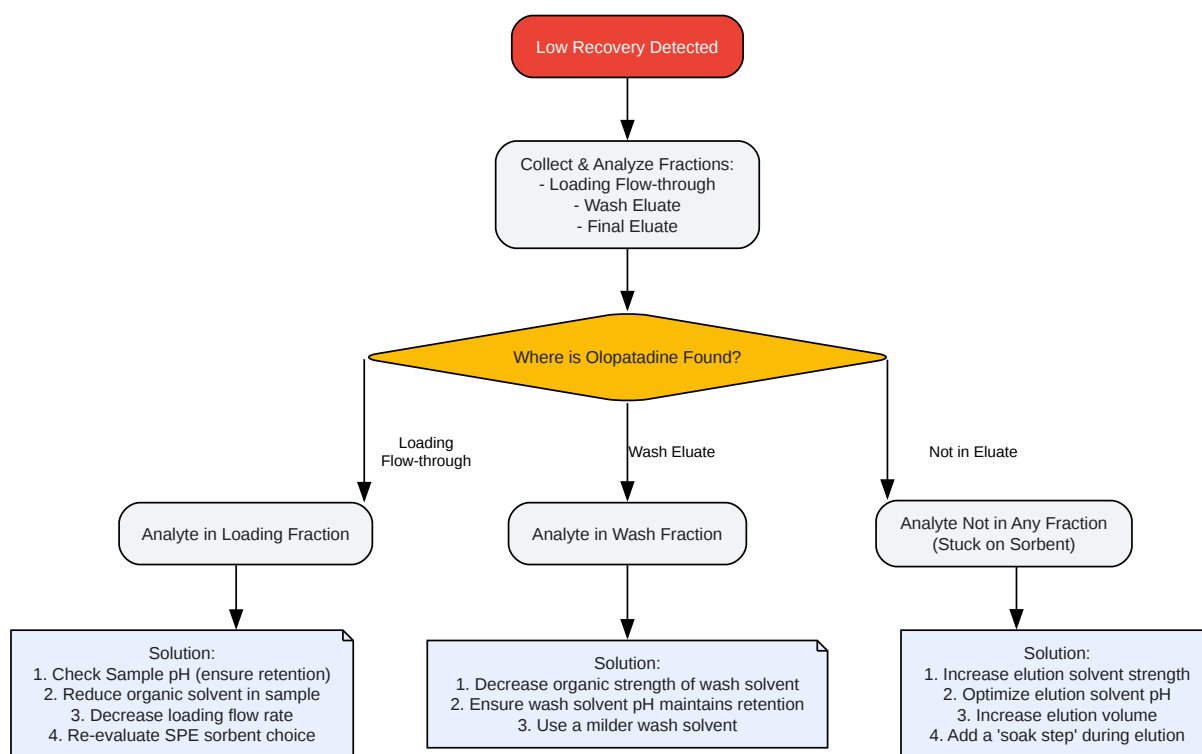 Low Recovery Detected
Collect & Analyze Fractions:
- Loading Flow-through
- Wash Eluate
- Final Eluate
Where is Olopatadine Found?
Loading
Flow-through
Wash Eluate
Not in Eluate
Analyte in Loading Fraction
Analyte in Wash Fraction
Analyte Not in Any Fraction
(Stuck on Sorbent)
Solution:
1. Check Sample pH (ensure retention)
2. Reduce organic solvent in sample
3. Decrease loading flow rate
4. Re-evaluate SPE sorbent choice
Solution:
1. Decrease organic strength of wash solvent
2. Ensure wash solvent pH maintains retention
3. Use a milder wash solvent
Solution:
1. Increase elution solvent strength
2. Optimize elution solvent pH
3. Increase elution volume
4. Add a 'soak step' during elution